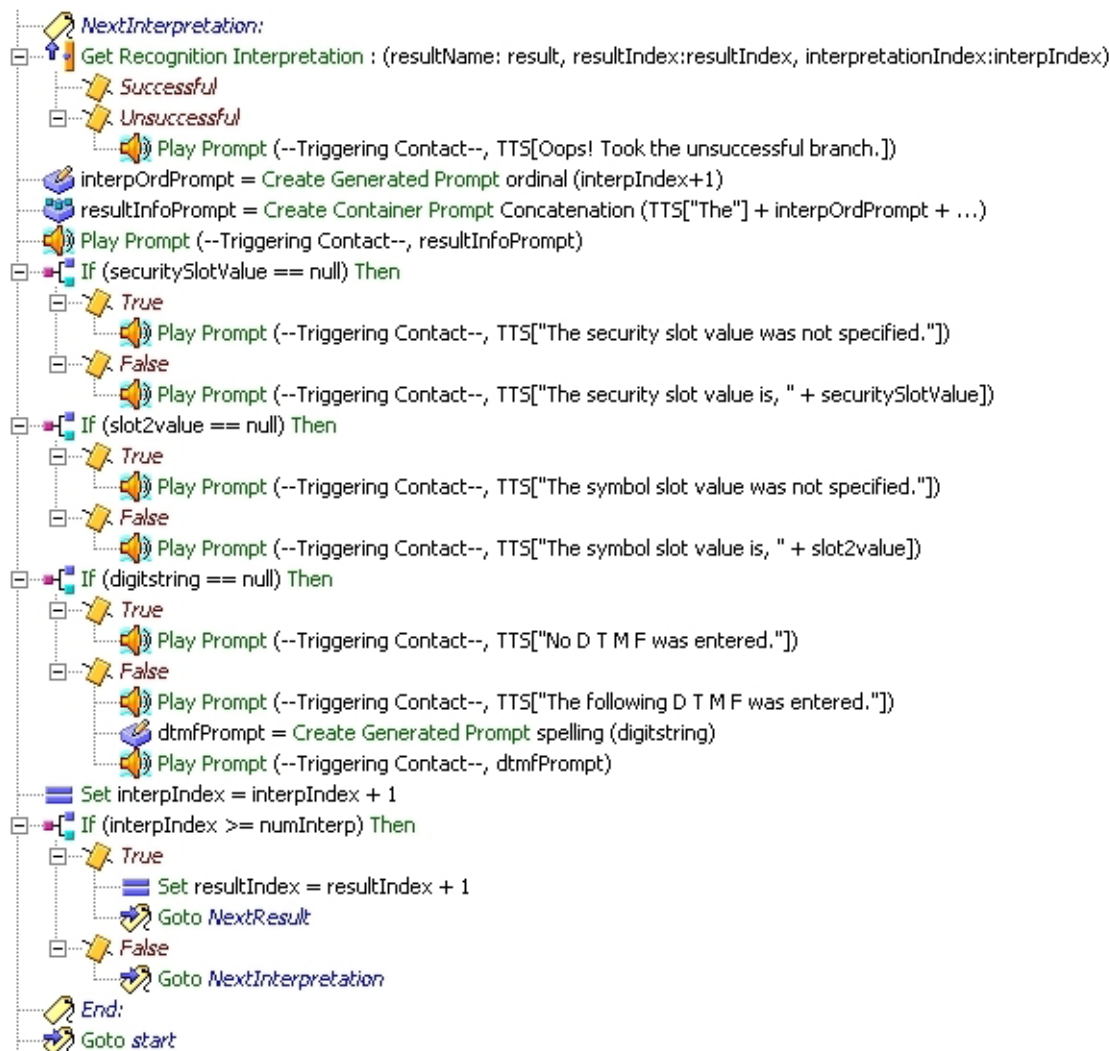 NextInterpretation:
Get Recognition Interpretation : (resultName: result, resultIndex:resultIndex, interpretationIndex:interpIndex)
Successful
Unsuccessful
Play Prompt (--Triggering Contact--, TTS[Oops! Took the unsuccessful branch.])
interpOrdPrompt = Create Generated Prompt ordinal (interpIndex+1)
resultInfoPrompt = Create Container Prompt Concatenation (TTS["The"] + interpOrdPrompt + ...)
Play Prompt (--Triggering Contact--, resultInfoPrompt)
If (securitySlotValue == null) Then
True
Play Prompt (--Triggering Contact--, TTS["The security slot value was not specified."])
False
Play Prompt (--Triggering Contact--, TTS["The security slot value is, " + securitySlotValue])
If (slot2value == null) Then
True
Play Prompt (--Triggering Contact--, TTS["The symbol slot value was not specified."])
False
Play Prompt (--Triggering Contact--, TTS["The symbol slot value is, " + slot2value])
If (digitstring == null) Then
True
Play Prompt (--Triggering Contact--, TTS["No D T M F was entered."])
False
Play Prompt (--Triggering Contact--, TTS["The following D T M F was entered."])
dtmfPrompt = Create Generated Prompt spelling (digitstring)
Play Prompt (--Triggering Contact--, dtmfPrompt)
Set interpIndex = interpIndex + 1
If (interpIndex >= numInterp) Then
True
Set resultIndex = resultIndex + 1
Goto NextResult
False
Goto NextInterpretation
End:
Goto start